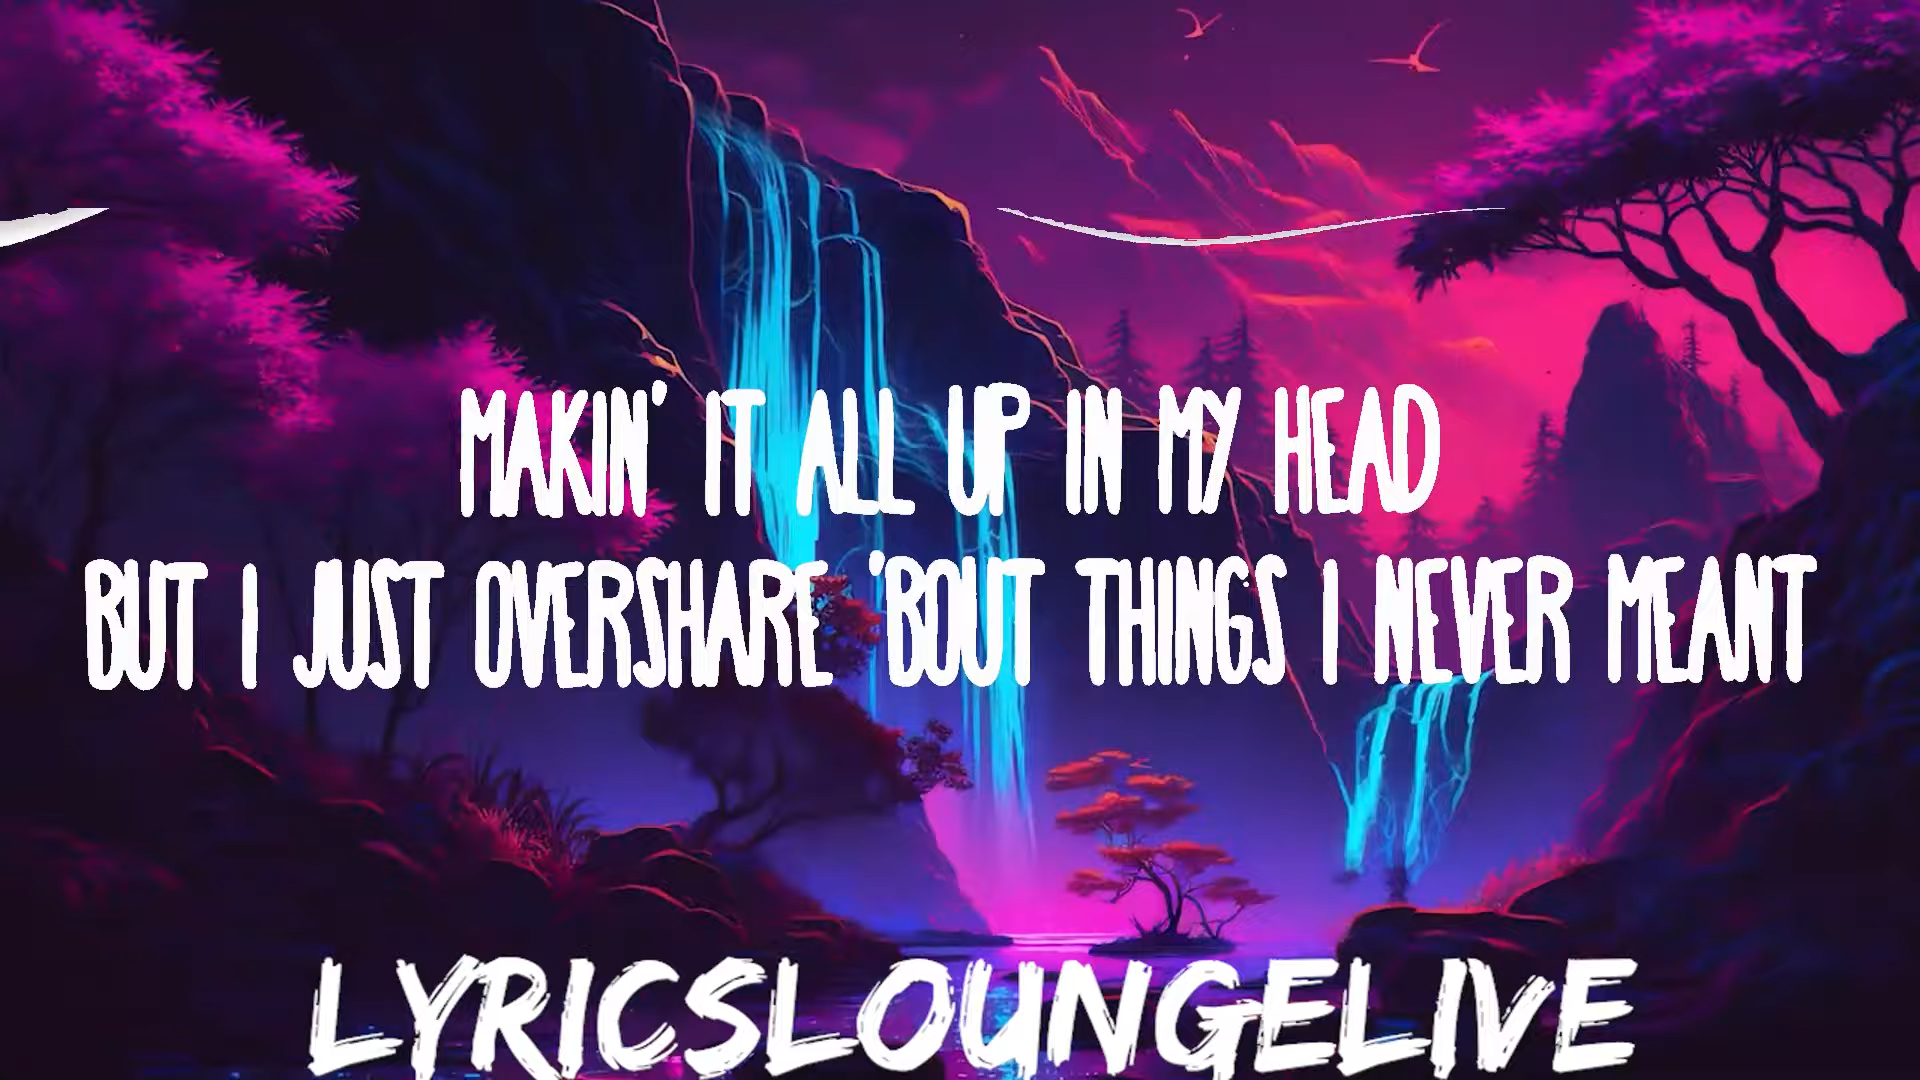 MAKIN' IT ALL UP IN MY HEAD
BUT I JUST OVERSHARE 'BOUT THINGS I NEVER MEANT
LYRICSLOUNGELIVE